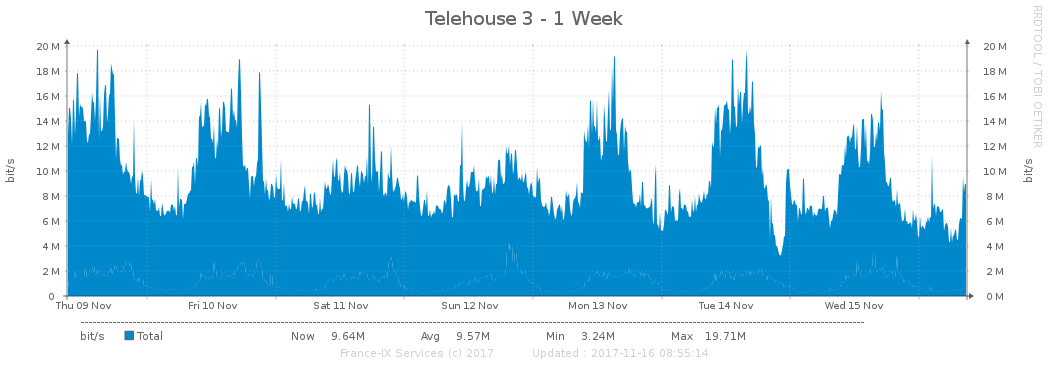 Telehouse 3 - 1 Week
RRDTOOL / TOBI OETIKER
20 M 20 M
18 M 18 M
16 M 16 M
14 M 14 M
12 M 12 M
10 M 10 M
8 M 8 M
6 M 6 M
4 M 4 M
2 M 2 M
0 0 M
bit/s bit/s
Thu 09 Nov Fri 10 Nov Sat 11 Nov Sun 12 Nov Mon 13 Nov Tue 14 Nov Wed 15 Nov
bit/s Total Now 9.64M Avg 9.57M Min 3.24M Max 19.71M
France-IX Services (c) 2017 Updated : 2017-11-16 08:55:14